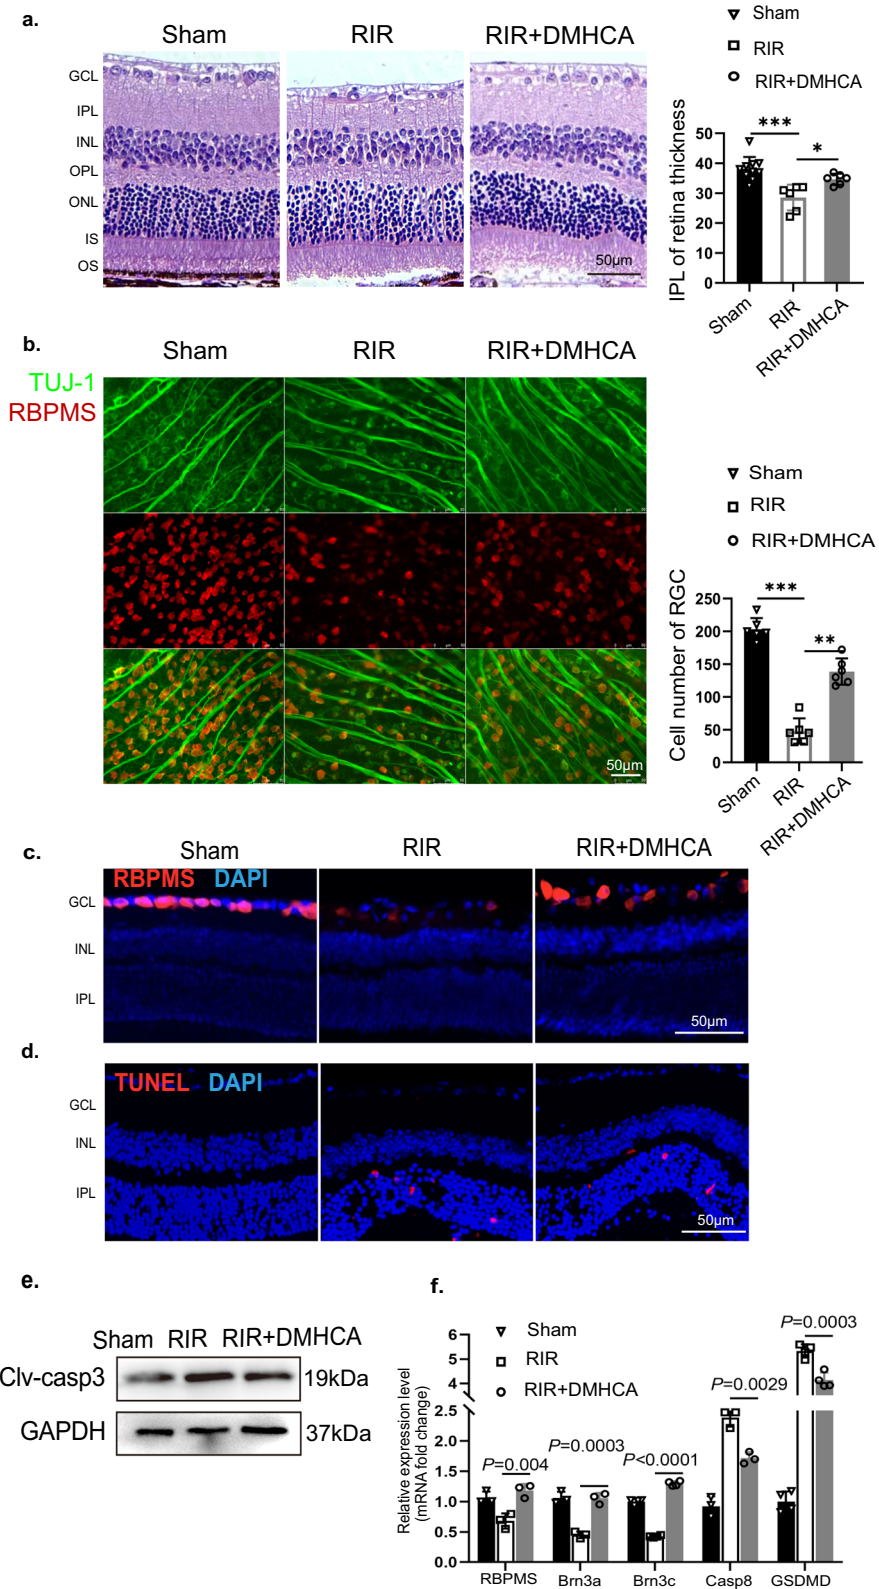 a.
Sham RIR RIR+DMHCA
GCL
IPL
INL
OPL
ONL
IS
OS
50μm
Sham
RIR
RIR+DMHCA
IPL of retina thickness
50
40
30
20
10
0
***
*
Sham
RIR
RIR+DMHCA
b.
Sham RIR RIR+DMHCA
TUJ-1
RBPMS
50μm
Sham
RIR
RIR+DMHCA
Cell number of RGC
250
200
150
100
50
0
***
**
Sham
RIR
RIR+DMHCA
c.
Sham RIR RIR+DMHCA
RBPMS DAPI
GCL
INL
IPL
50μm
d.
TUNEL DAPI
GCL
INL
IPL
50μm
e.
Sham RIR RIR+DMHCA
Clv-casp3 19kDa
GAPDH 37kDa
f.
Sham
RIR
RIR+DMHCA
Relative expression level
(mRNA fold change)
6
5
4
2.5
2.0
1.5
1.0
0.5
0.0
P=0.004
P=0.0003
P<0.0001
P=0.0029
P=0.0003
RBPMS Brn3a Brn3c Casp8 GSDMD